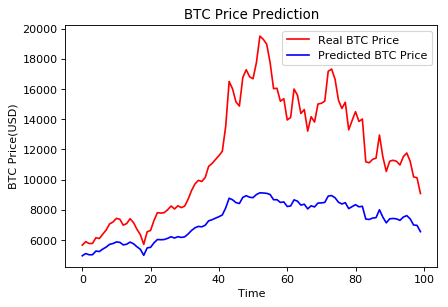 BTC Price Prediction
Real BTC Price
Predicted BTC Price
BTC Price(USD)
20000
18000
16000
14000
12000
10000
8000
6000
0 20 40 60 80 100
Time